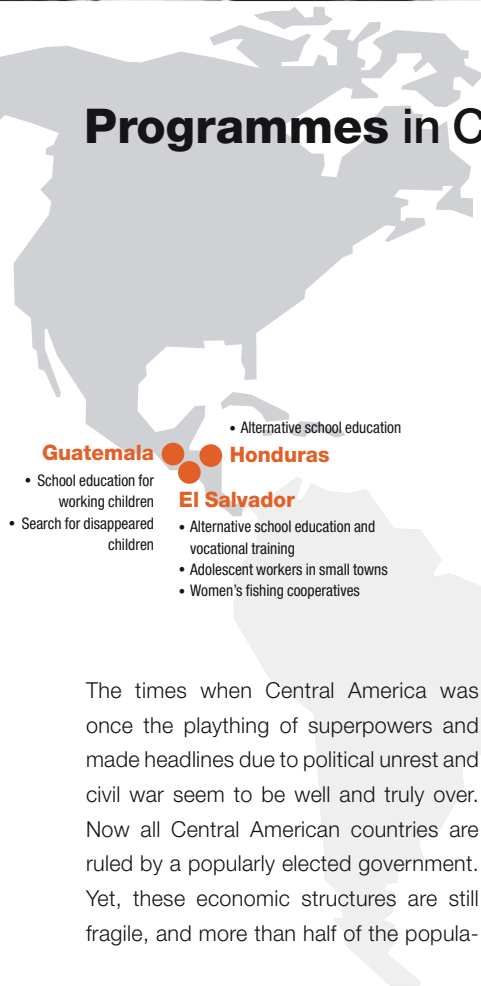 Programmes in C
• Alternative school education
Guatemala
Honduras
• School education for
working children
• Search for disappeared
children
El Salvador
• Alternative school education and
vocational training
• Adolescent workers in small towns
• Women's fishing cooperatives
The times when Central America was
once the plaything of superpowers and
made headlines due to political unrest and
civil war seem to be well and truly over.
Now all Central American countries are
ruled by a popularly elected government.
Yet, these economic structures are still
fragile, and more than half of the popula-